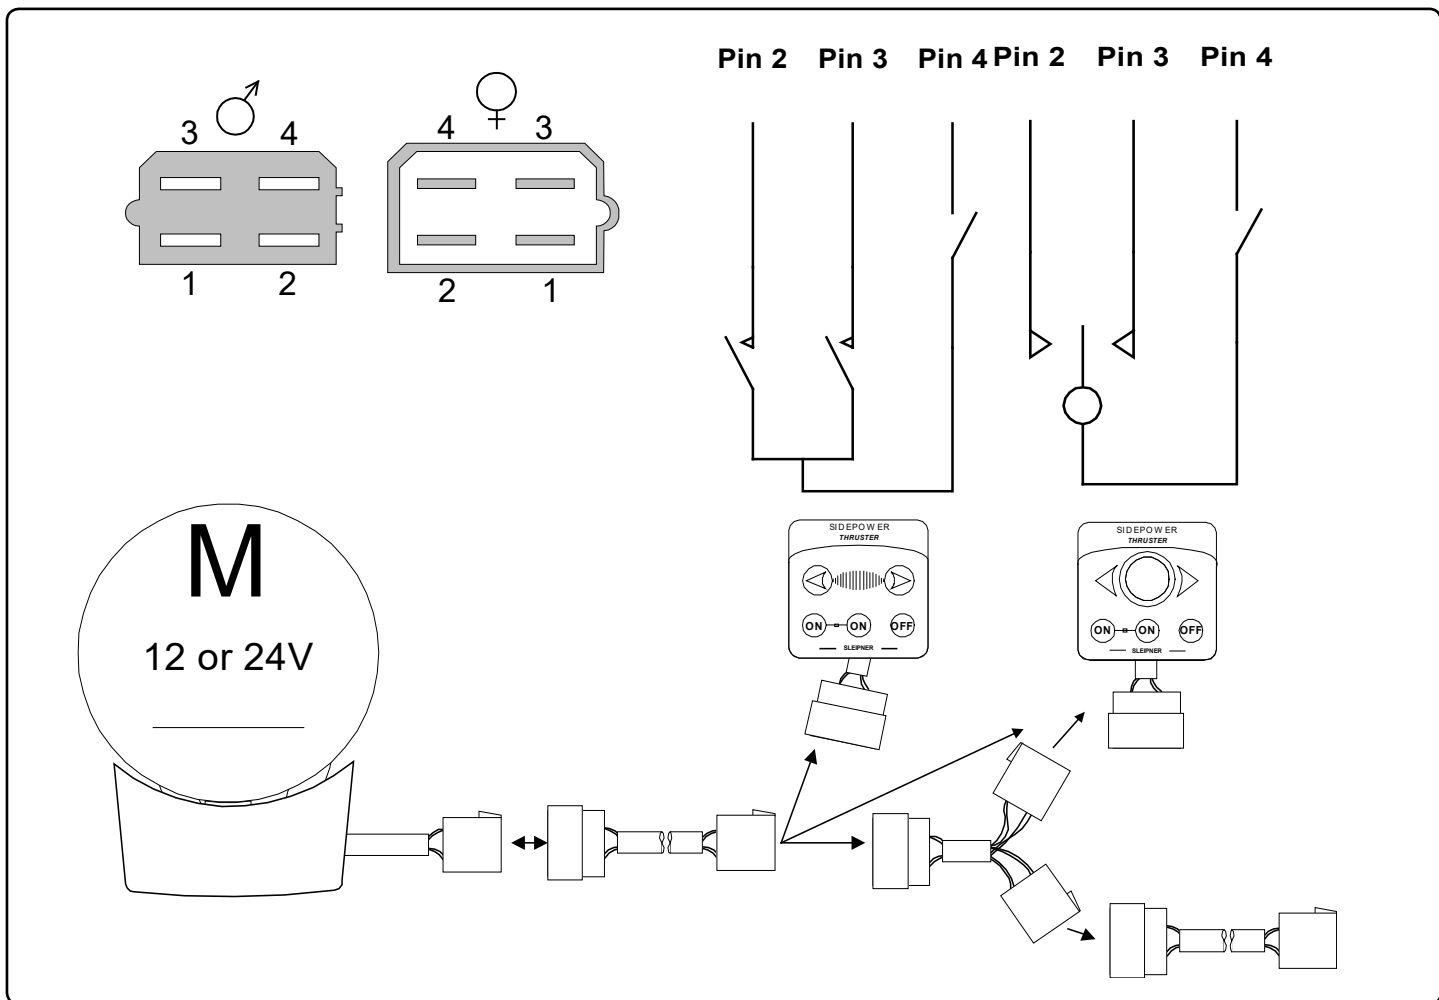 Pin 2 Pin 3 Pin 4 Pin 2 Pin 3 Pin 4
♂ ♀
3 4
4 3
1 2
2 1
M
12 or 24V
SIDEPOWER
THRUSTER
ON ON OFF
SLEIPNER
SIDEPOWER
THRUSTER
ON ON OFF
SLEIPNER